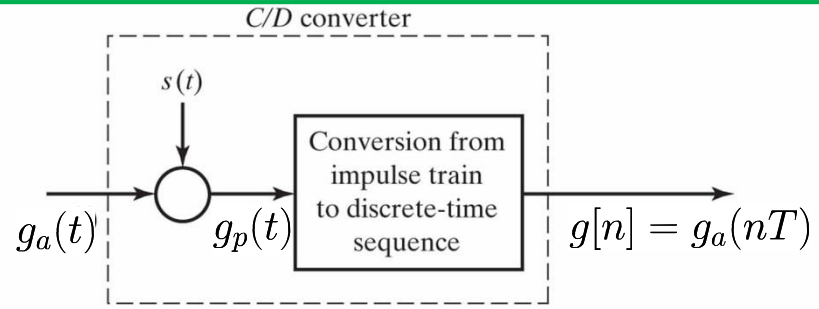 C/D converter
s(t)
Conversion from
impulse train
to discrete-time
sequence
g_a(t)
g_p(t)
g[n] = g_a(nT)